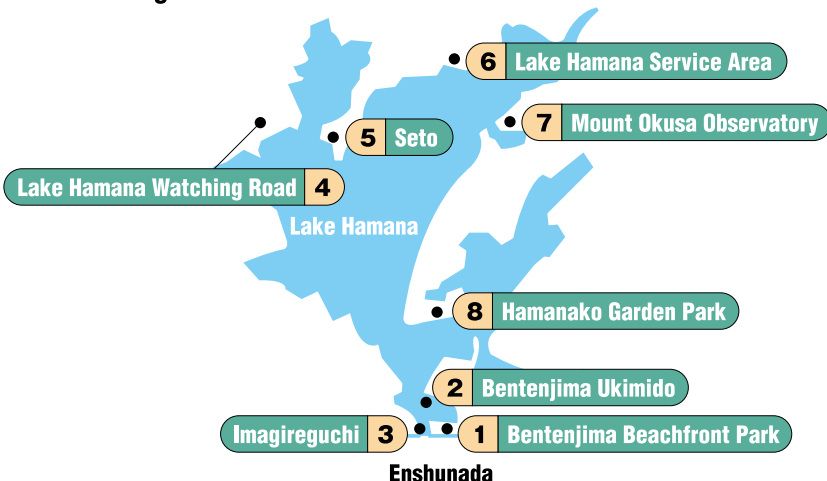 6 Lake Hamana Service Area
7 Mount Okusa Observatory
5 Seto
Lake Hamana Watching Road 4
Lake Hamana
8 Hamanako Garden Park
2 Bentenjima Ukimido
Imagireguchi 3
1 Bentenjima Beachfront Park
Enshunada